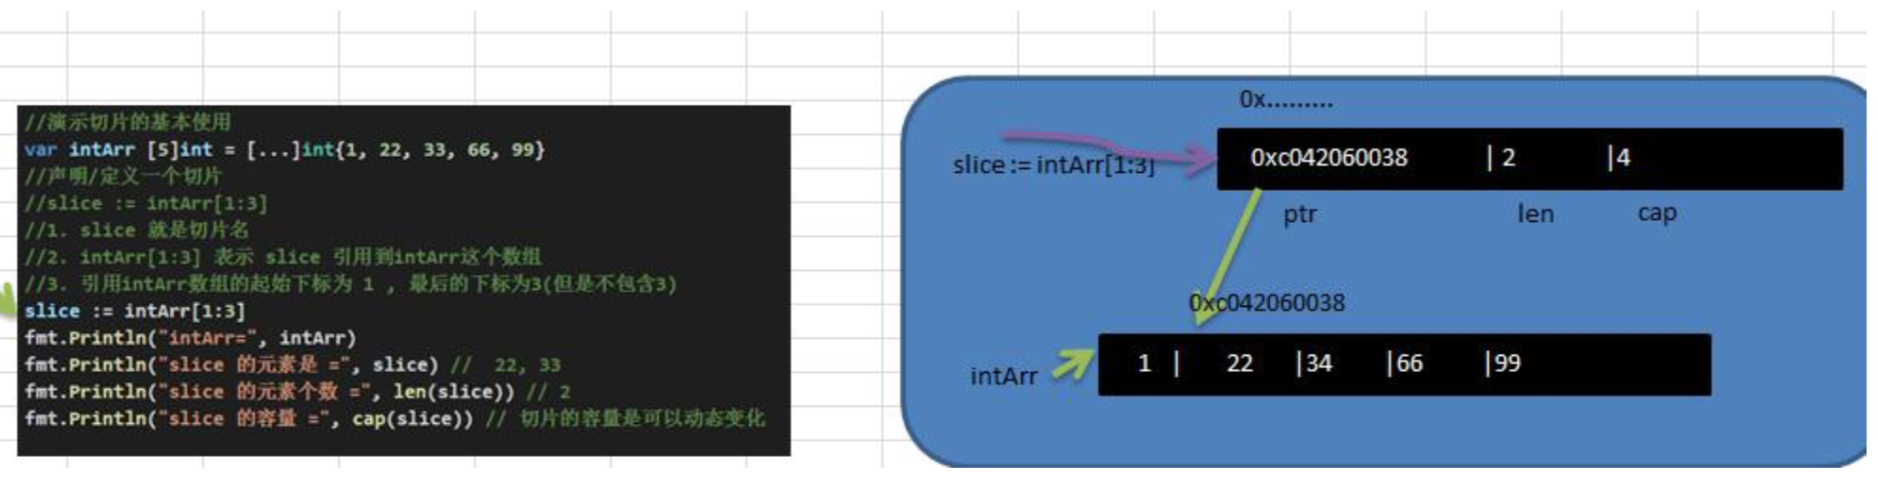 //演示切片的基本使用
var intArr [5]int = [...]int{1, 22, 33, 66, 99}
//声明/定义一个切片
//slice := intArr[1:3]
//1. slice 就是切片名
//2. intArr[1:3] 表示 slice 引用到intArr这个数组
//3. 引用intArr数组的起始下标为 1 , 最后的下标为3(但是不包含3)
slice := intArr[1:3]
fmt.Println("intArr=", intArr)
fmt.Println("slice 的元素是 =", slice) //  22, 33
fmt.Println("slice 的元素个数 =", len(slice)) // 2
fmt.Println("slice 的容量 =", cap(slice)) // 切片的容量是可以动态变化
0x.........
slice := intArr[1:3]
0xc042060038 |2 |4
ptr len cap
0xc042060038
intArr
1 | 22 |34 |66 |99